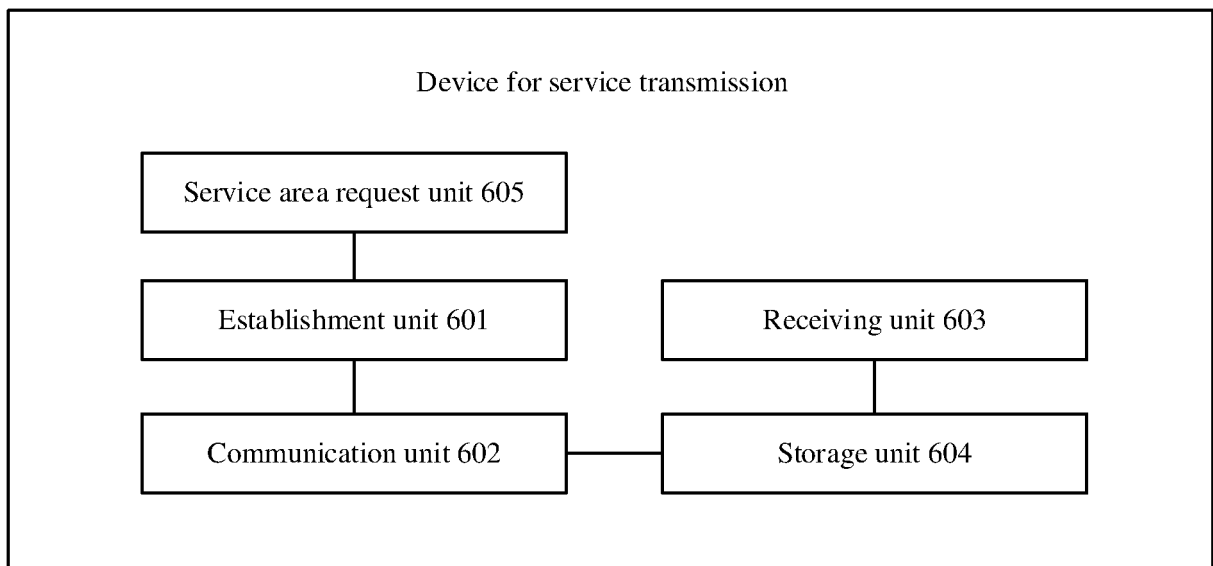 Device for service transmission
Service area request unit 605
Establishment unit 601
Receiving unit 603
Communication unit 602
Storage unit 604